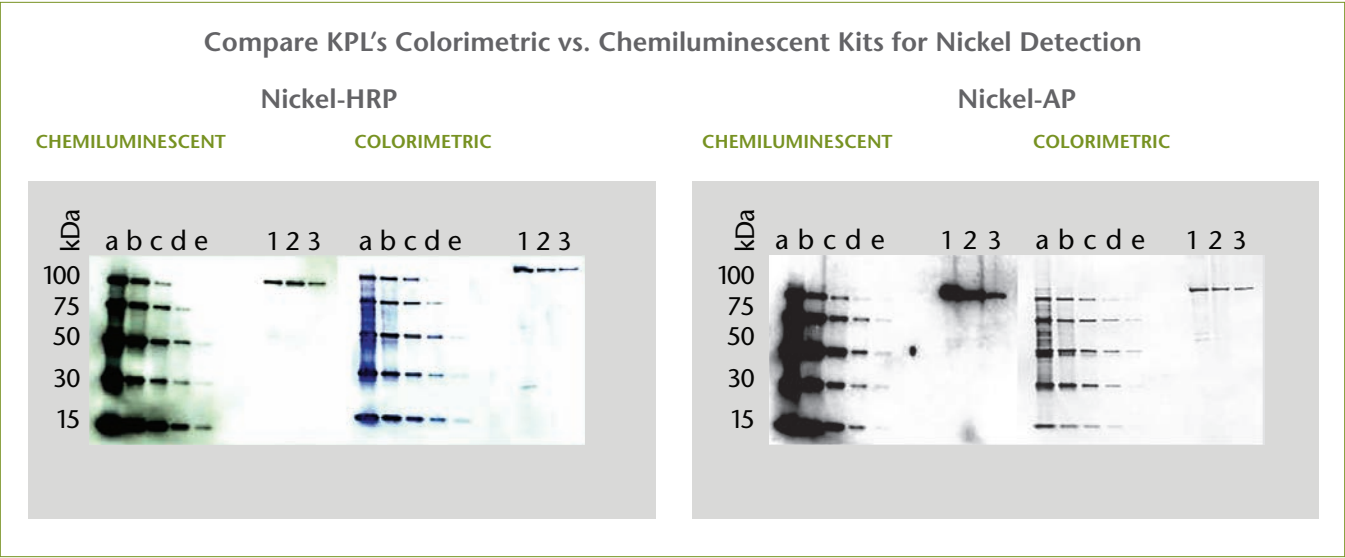 Compare KPL's Colorimetric vs. Chemiluminescent Kits for Nickel Detection
Nickel-HRP
CHEMILUMINESCENT
COLORIMETRIC
kDa
a b c d e
1 2 3
a b c d e
1 2 3
100
75
50
30
15
Nickel-AP
CHEMILUMINESCENT
COLORIMETRIC
kDa
a b c d e
1 2 3
a b c d e
1 2 3
100
75
50
30
15